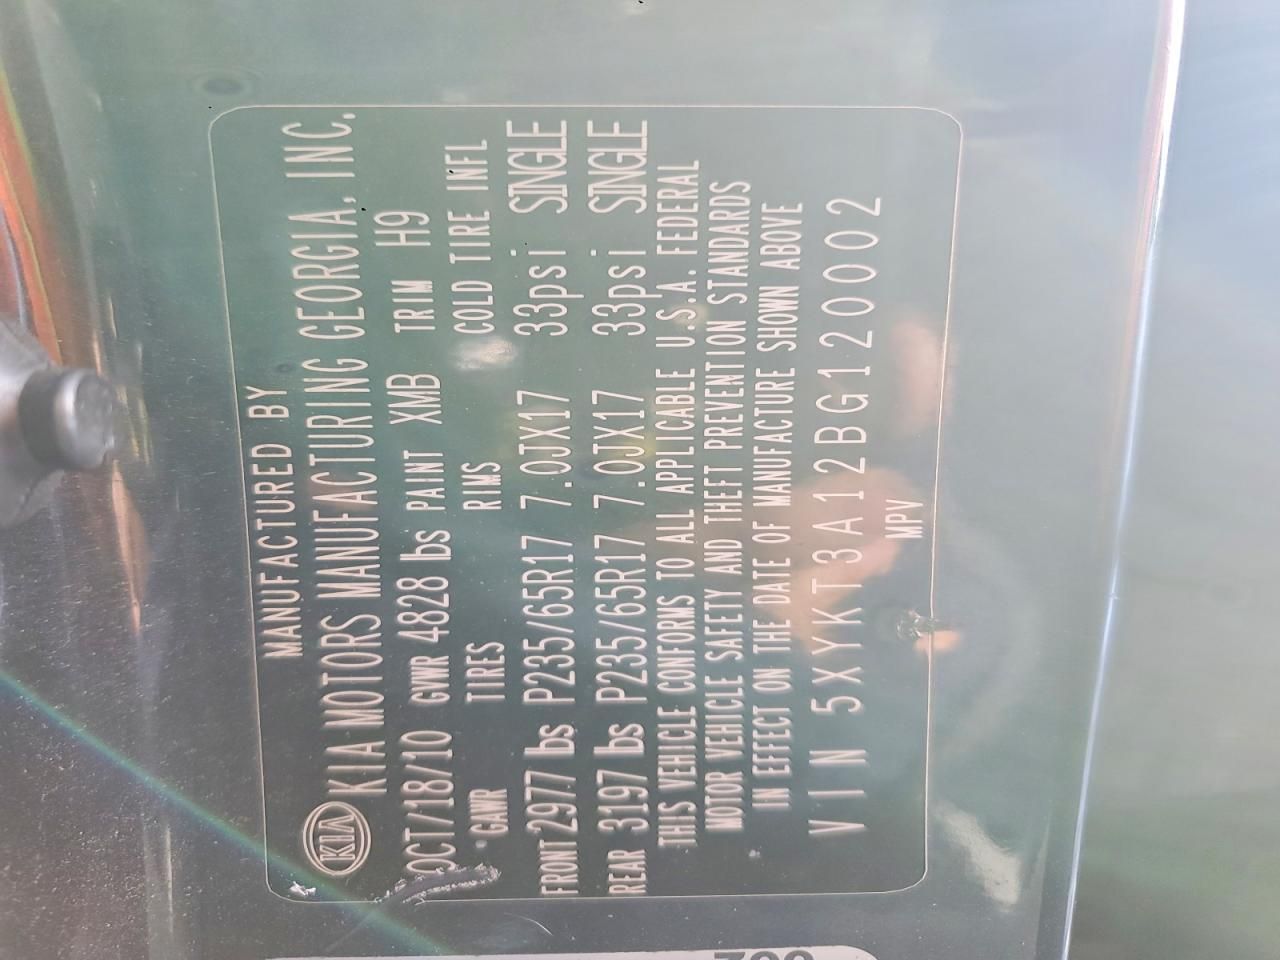 MANUFACTURED BY
KIA KIA MOTORS MANUFACTURING GEORGIA, INC.
OCT/18/10 GVWR 4828 lbs PAINT XMB TRIM H9
GAWR TIRES RIMS COLD TIRE INFL
FRONT 2977 lbs P235/65R17 7.0JX17 33psi SINGLE
REAR 3197 lbs P235/65R17 7.0JX17 33psi SINGLE
THIS VEHICLE CONFORMS TO ALL APPLICABLE U.S.A. FEDERAL
MOTOR VEHICLE SAFETY AND THEFT PREVENTION STANDARDS
IN EFFECT ON THE DATE OF MANUFACTURE SHOWN ABOVE
VIN 5XYKT3A12BG120002
MPV